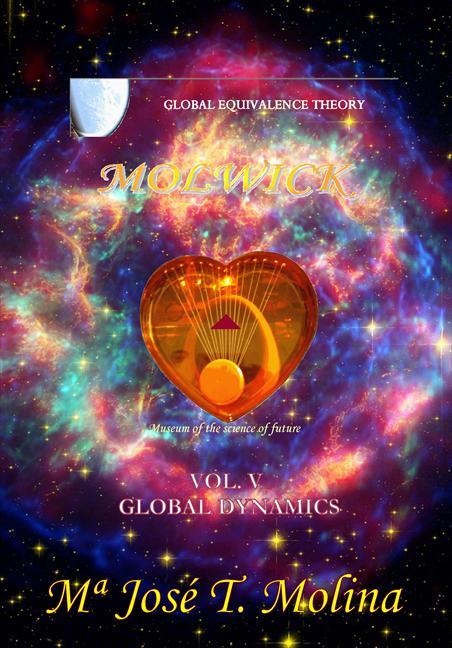 GLOBAL EQUIVALENCE THEORY
MOLWICK
Museum of the science of future
VOL. V
GLOBAL DYNAMICS
Mª José T. Molina